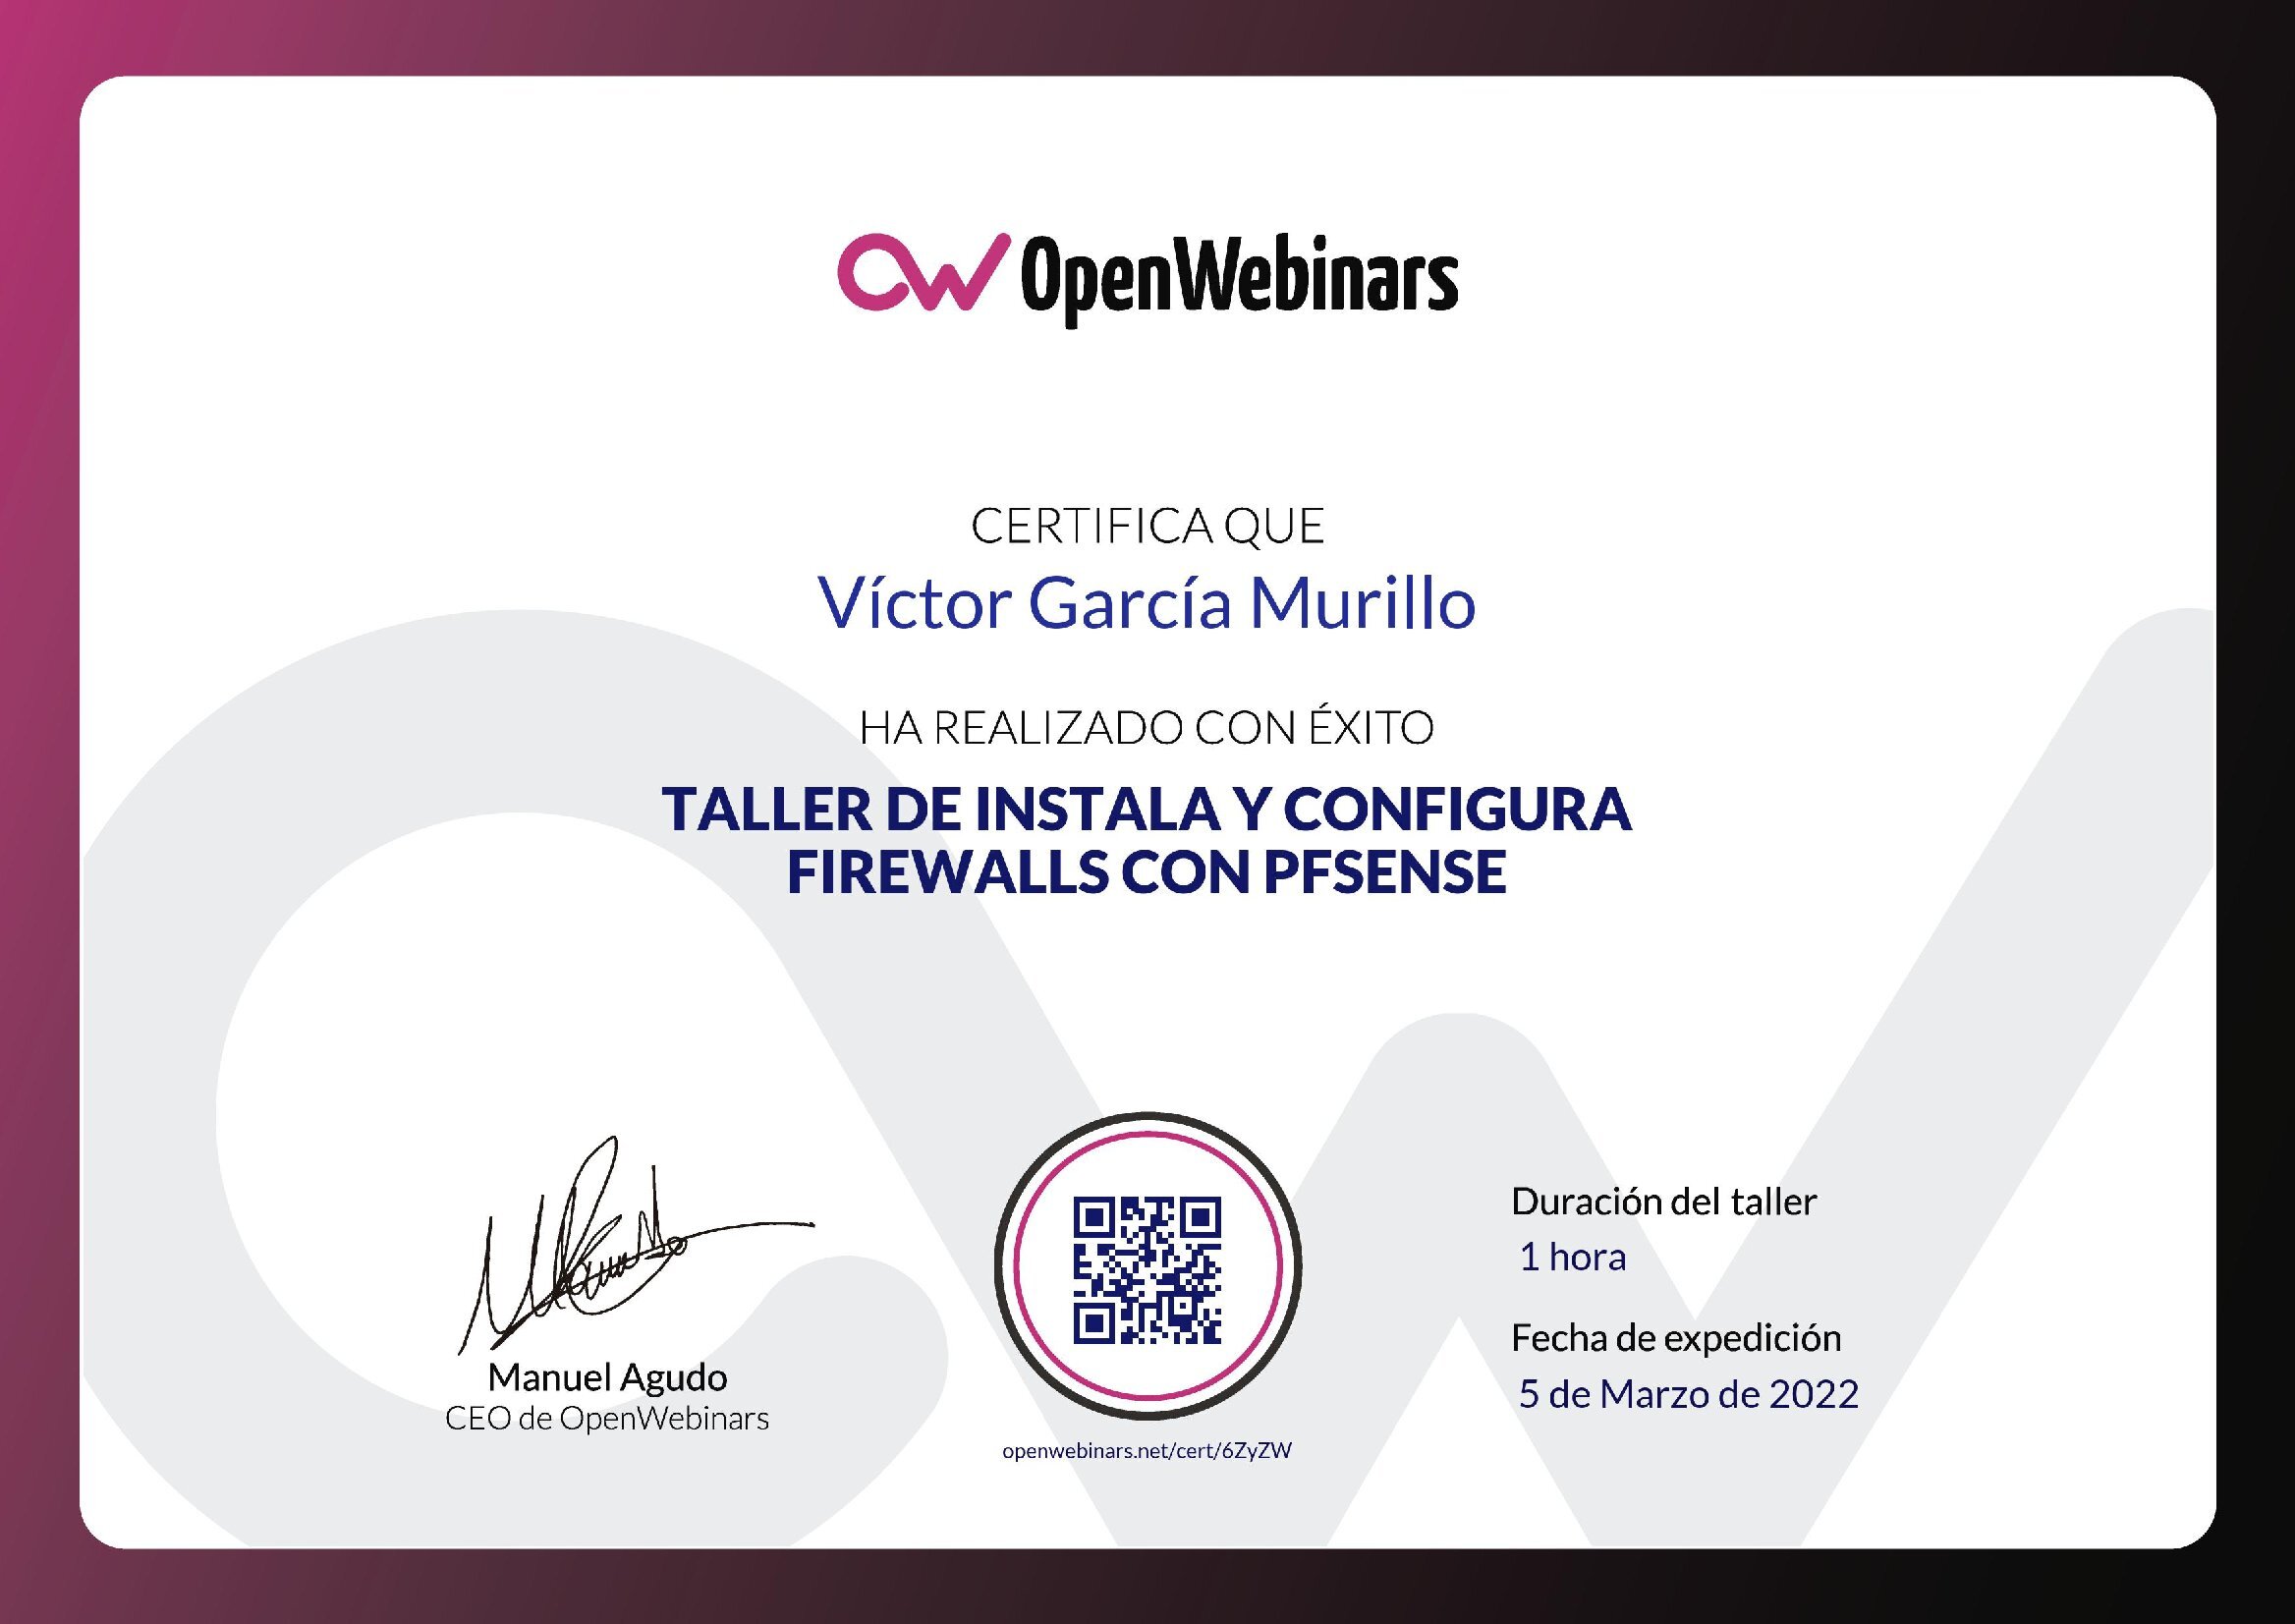 OpenWebinars
CERTIFICA QUE
Víctor García Murillo
HA REALIZADO CON ÉXITO
TALLER DE INSTALA Y CONFIGURA
FIREWALLS CON PFSENSE
Manuel Agudo
CEO de OpenWebinars
openwebinars.net/cert/6ZyZW
Duración del taller
1 hora
Fecha de expedición
5 de Marzo de 2022